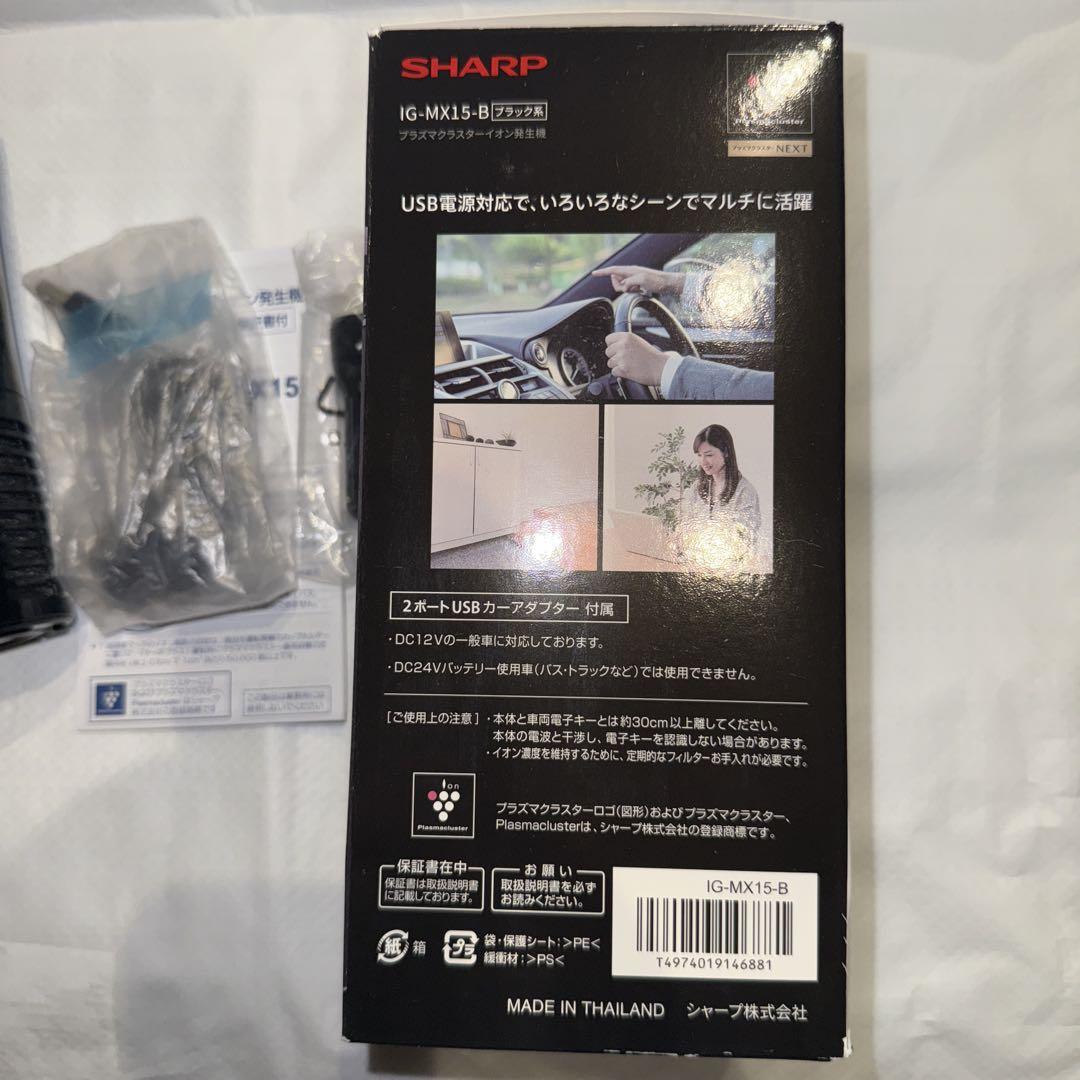 SHARP
IG-MX15-B ブラック系
プラズマクラスターイオン発生機
Plasmacluster
プラズマクラスター NEXT
USB電源対応で、いろいろなシーンでマルチに活躍
2ポートUSBカーアダプター 付属
・DC12Vの一般車に対応しております。
・DC24Vバッテリー使用車(バス・トラックなど)では使用できません。
[ご使用上の注意] ・本体と車両電子キーとは約30cm以上離してください。
本体の電波と干渉し、電子キーを認識しない場合があります。
・イオン濃度を維持するために、定期的なフィルターお手入れが必要です。
ion
Plasmacluster
プラズマクラスターロゴ(図形)およびプラズマクラスター、
Plasmaclusterは、シャープ株式会社の登録商標です。
保証書在中
保証書は取扱説明書
に記載しております。
お願い
取扱説明書を必ず
お読みください。
紙 箱
プラ 袋・保護シート:>PE<
緩衝材:>PS<
IG-MX15-B
T4974019146881
MADE IN THAILAND シャープ株式会社
ン発生機
書付
X15
Plasmacluster